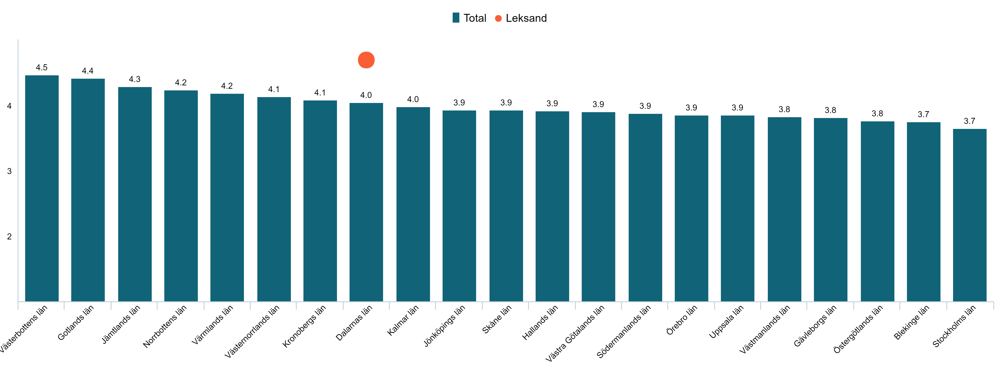 Total Leksand
4.5 4.4 4.3 4.2 4.2 4.1 4.1 4.0 4.0 3.9 3.9 3.9 3.9 3.9 3.9 3.9 3.8 3.8 3.8 3.7 3.7
4
3
2
Västerbottens län
Gotlands län
Jämtlands län
Norrbottens län
Värmlands län
Västernorrlands län
Kronobergs län
Dalarnas län
Kalmar län
Jönköpings län
Skåne län
Hallands län
Västra Götalands län
Södermanlands län
Örebro län
Uppsala län
Västmanlands län
Gävleborgs län
Östergötlands län
Blekinge län
Stockholms län